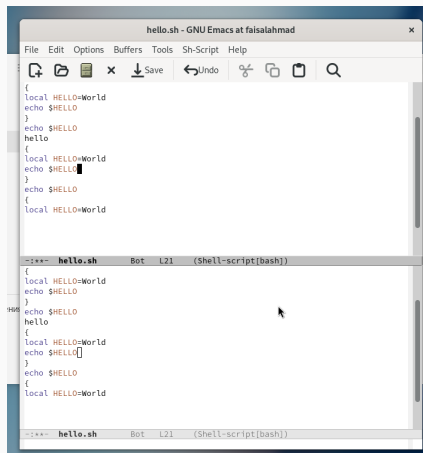 hello.sh - GNU Emacs at faisalahmad
File Edit Options Buffers Tools Sh-Script Help
Save Undo
{
local HELLO=World
echo $HELLO
}
echo $HELLO
hello
{
local HELLO=World
echo $HELLO
}
echo $HELLO
{
local HELLO=World
-:**- hello.sh Bot L21 (Shell-script[bash])
{
local HELLO=World
echo $HELLO
}
echo $HELLO
hello
{
local HELLO=World
echo $HELLO
}
echo $HELLO
{
local HELLO=World
-:**- hello.sh Bot L21 (Shell-script[bash])